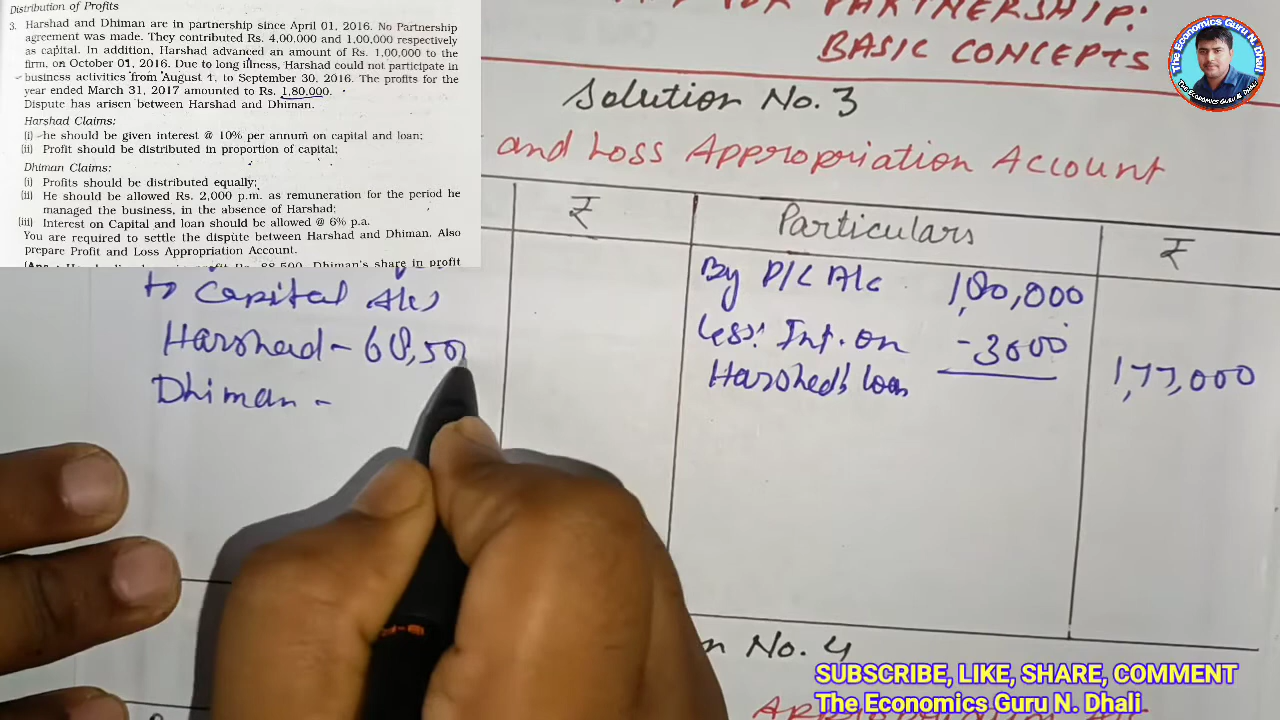 Distribution of Profits
3. Harshad and Dhiman are in partnership since April 01, 2016. No Partnership
agreement was made. They contributed Rs. 4,00,000 and 1,00,000 respectively
as capital. In addition, Harshad advanced an amount of Rs. 1,00,000 to the
firm, on October 01, 2016. Due to long illness, Harshad could not participate in
business activities from August 1, to September 30, 2016. The profits for the
year ended March 31, 2017 amounted to Rs. 1,80,000.
Dispute has arisen between Harshad and Dhiman.
Harshad Claims:
(i) he should be given interest @ 10% per annum on capital and loan;
(ii) Profit should be distributed in proportion of capital;
Dhiman Claims:
(i) Profits should be distributed equally;
(ii) He should be allowed Rs. 2,000 p.m. as remuneration for the period he
managed the business, in the absence of Harshad;
(iii) Interest on Capital and loan should be allowed @ 6% p.a.
You are required to settle the dispute between Harshad and Dhiman. Also
prepare Profit and Loss Appropriation Account.
PARTNERSHIP:
BASIC CONCEPTS
The Economics Guru N. Dhali
Solution No. 3
and Loss Appropriation Account
₹ Particulars ₹
to Capital A/cs
Harshad - 68,50
Dhiman -
By P/L A/c 1,80,000
Less: Int. on - 3000
Harshad's loan 1,77,000
No. 4
SUBSCRIBE, LIKE, SHARE, COMMENT
The Economics Guru N. Dhali